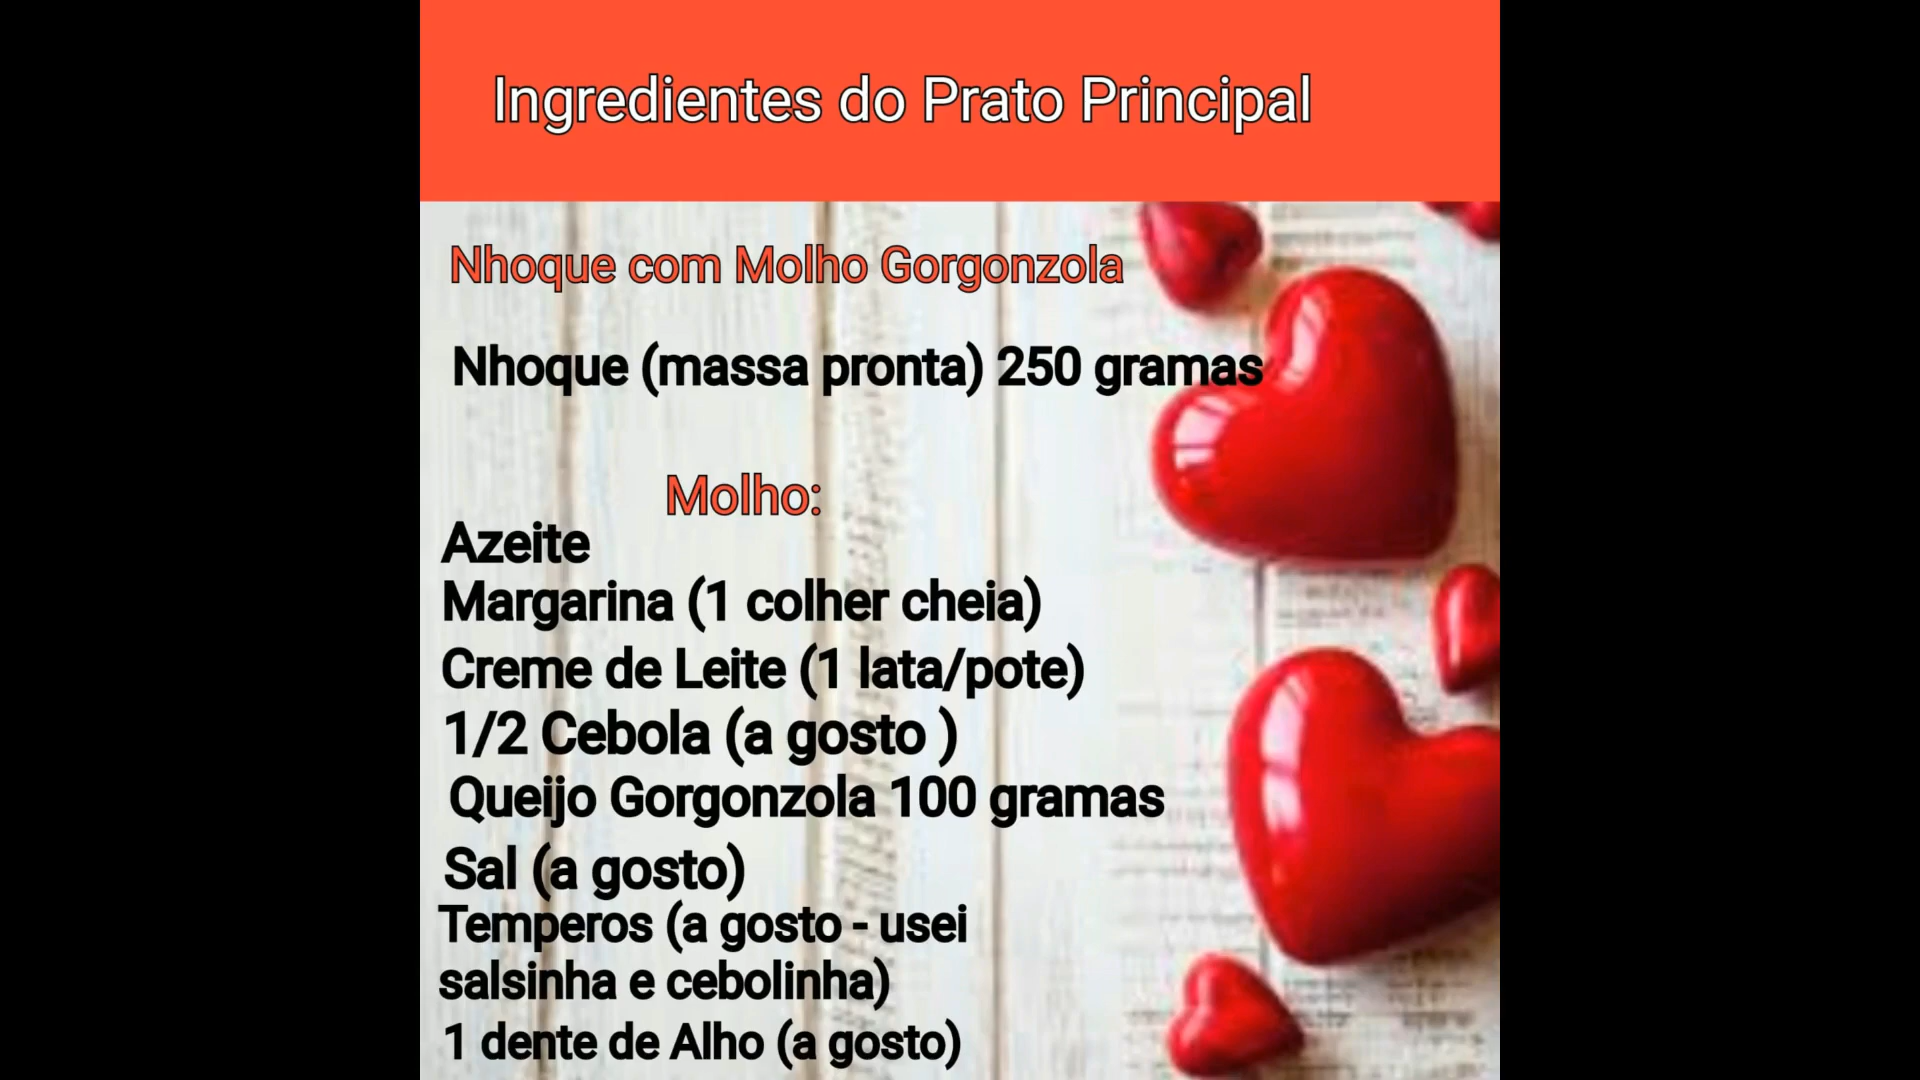 Ingredientes do Prato Principal
Nhoque com Molho Gorgonzola
Nhoque (massa pronta) 250 gramas
Molho:
Azeite
Margarina (1 colher cheia)
Creme de Leite (1 lata/pote)
1/2 Cebola (a gosto )
Queijo Gorgonzola 100 gramas
Sal (a gosto)
Temperos (a gosto - usei
salsinha e cebolinha)
1 dente de Alho (a gosto)